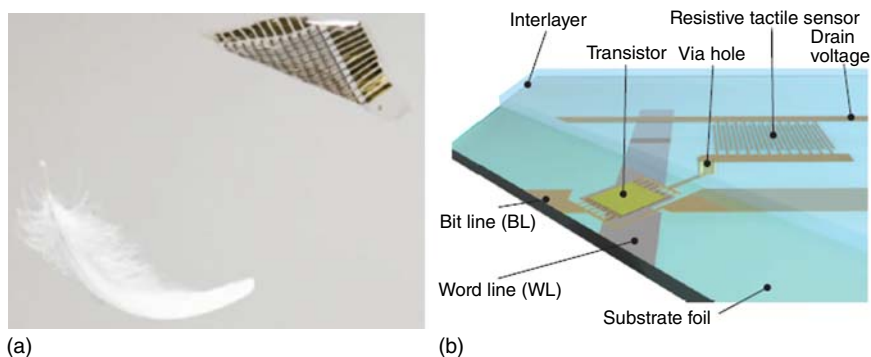 Interlayer
Resistive tactile sensor
Transistor
Via hole
Drain
voltage
Bit line (BL)
Word line (WL)
Substrate foil
(a)
(b)